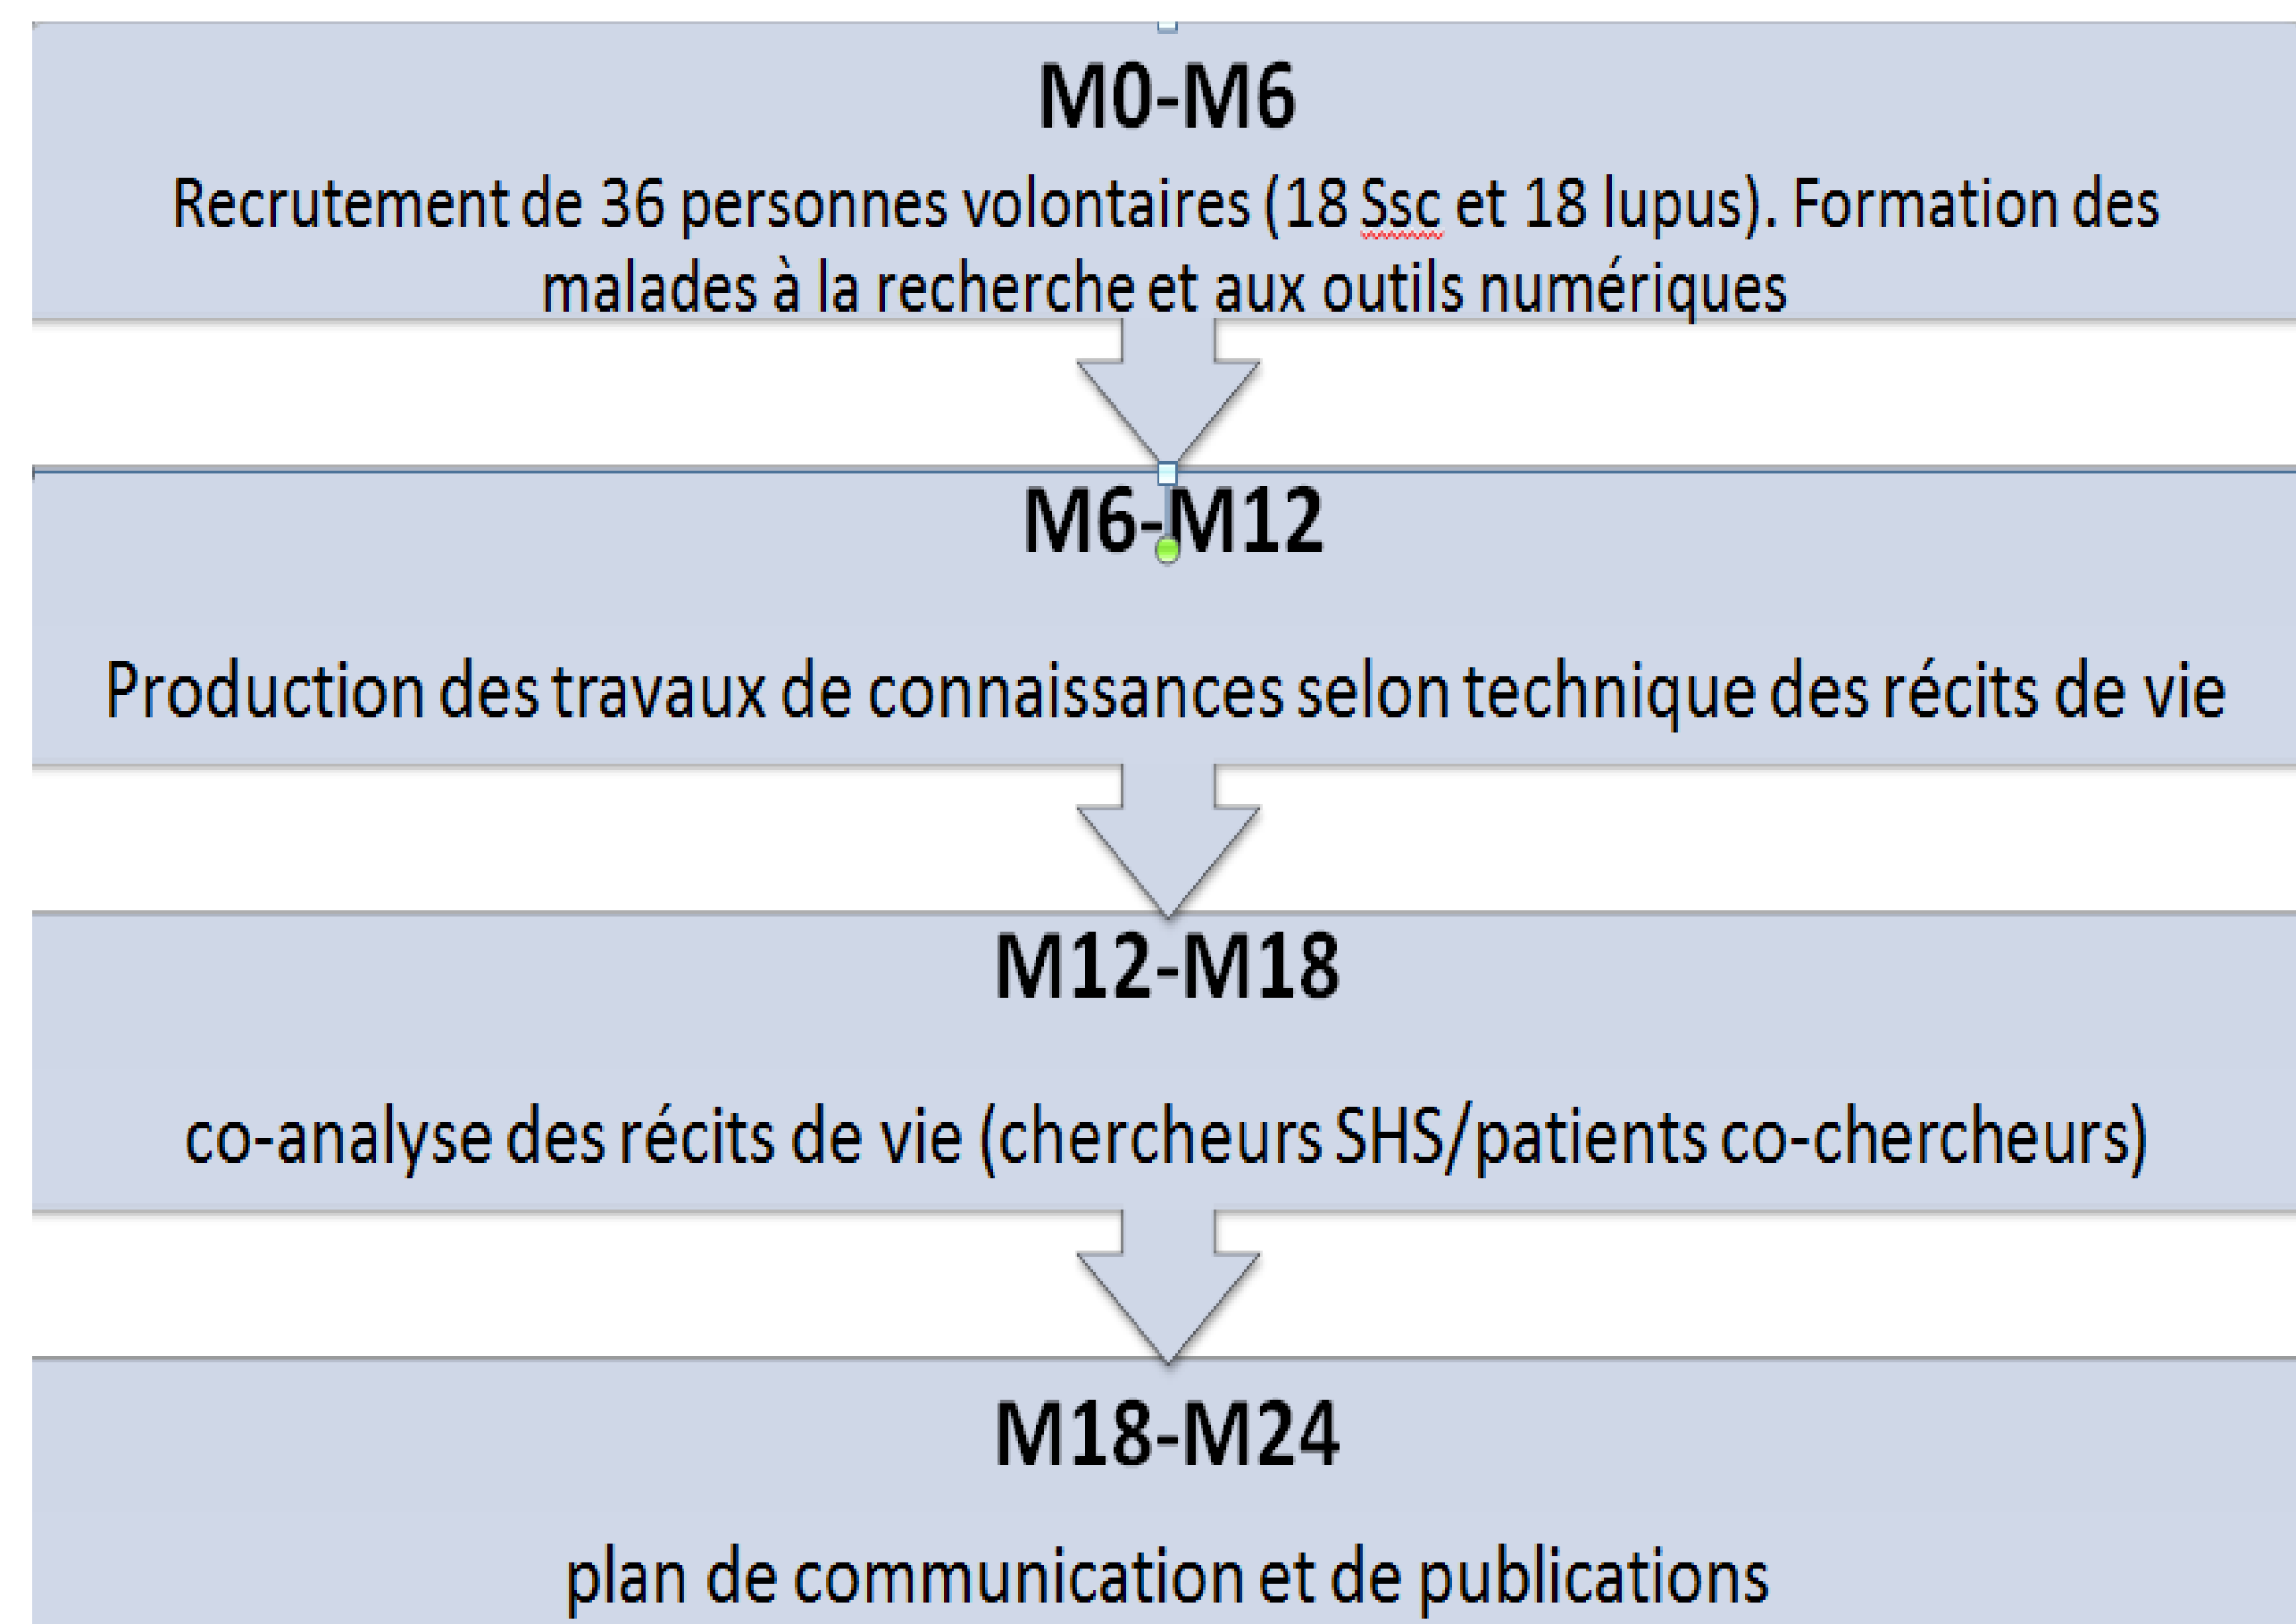 M0-M6
Recrutement de 36 personnes volontaires (18 Ssc et 18 lupus). Formation des
malades à la recherche et aux outils numériques
M6-M12
Production des travaux de connaissances selon technique des récits de vie
M12-M18
co-analyse des récits de vie (chercheurs SHS/patients co-chercheurs)
M18-M24
plan de communication et de publications